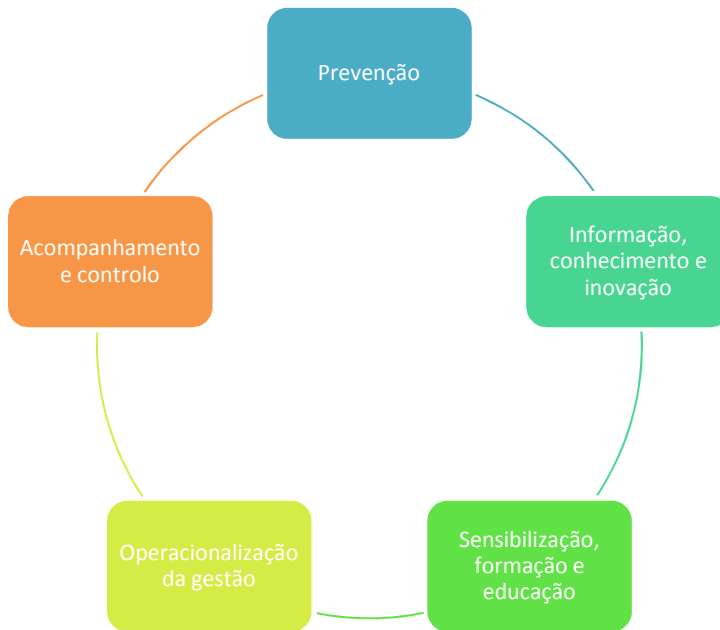 Prevenção
Informação,
conhecimento e
inovação
Sensibilização,
formação e
educação
Operacionalização
da gestão
Acompanhamento
e controlo